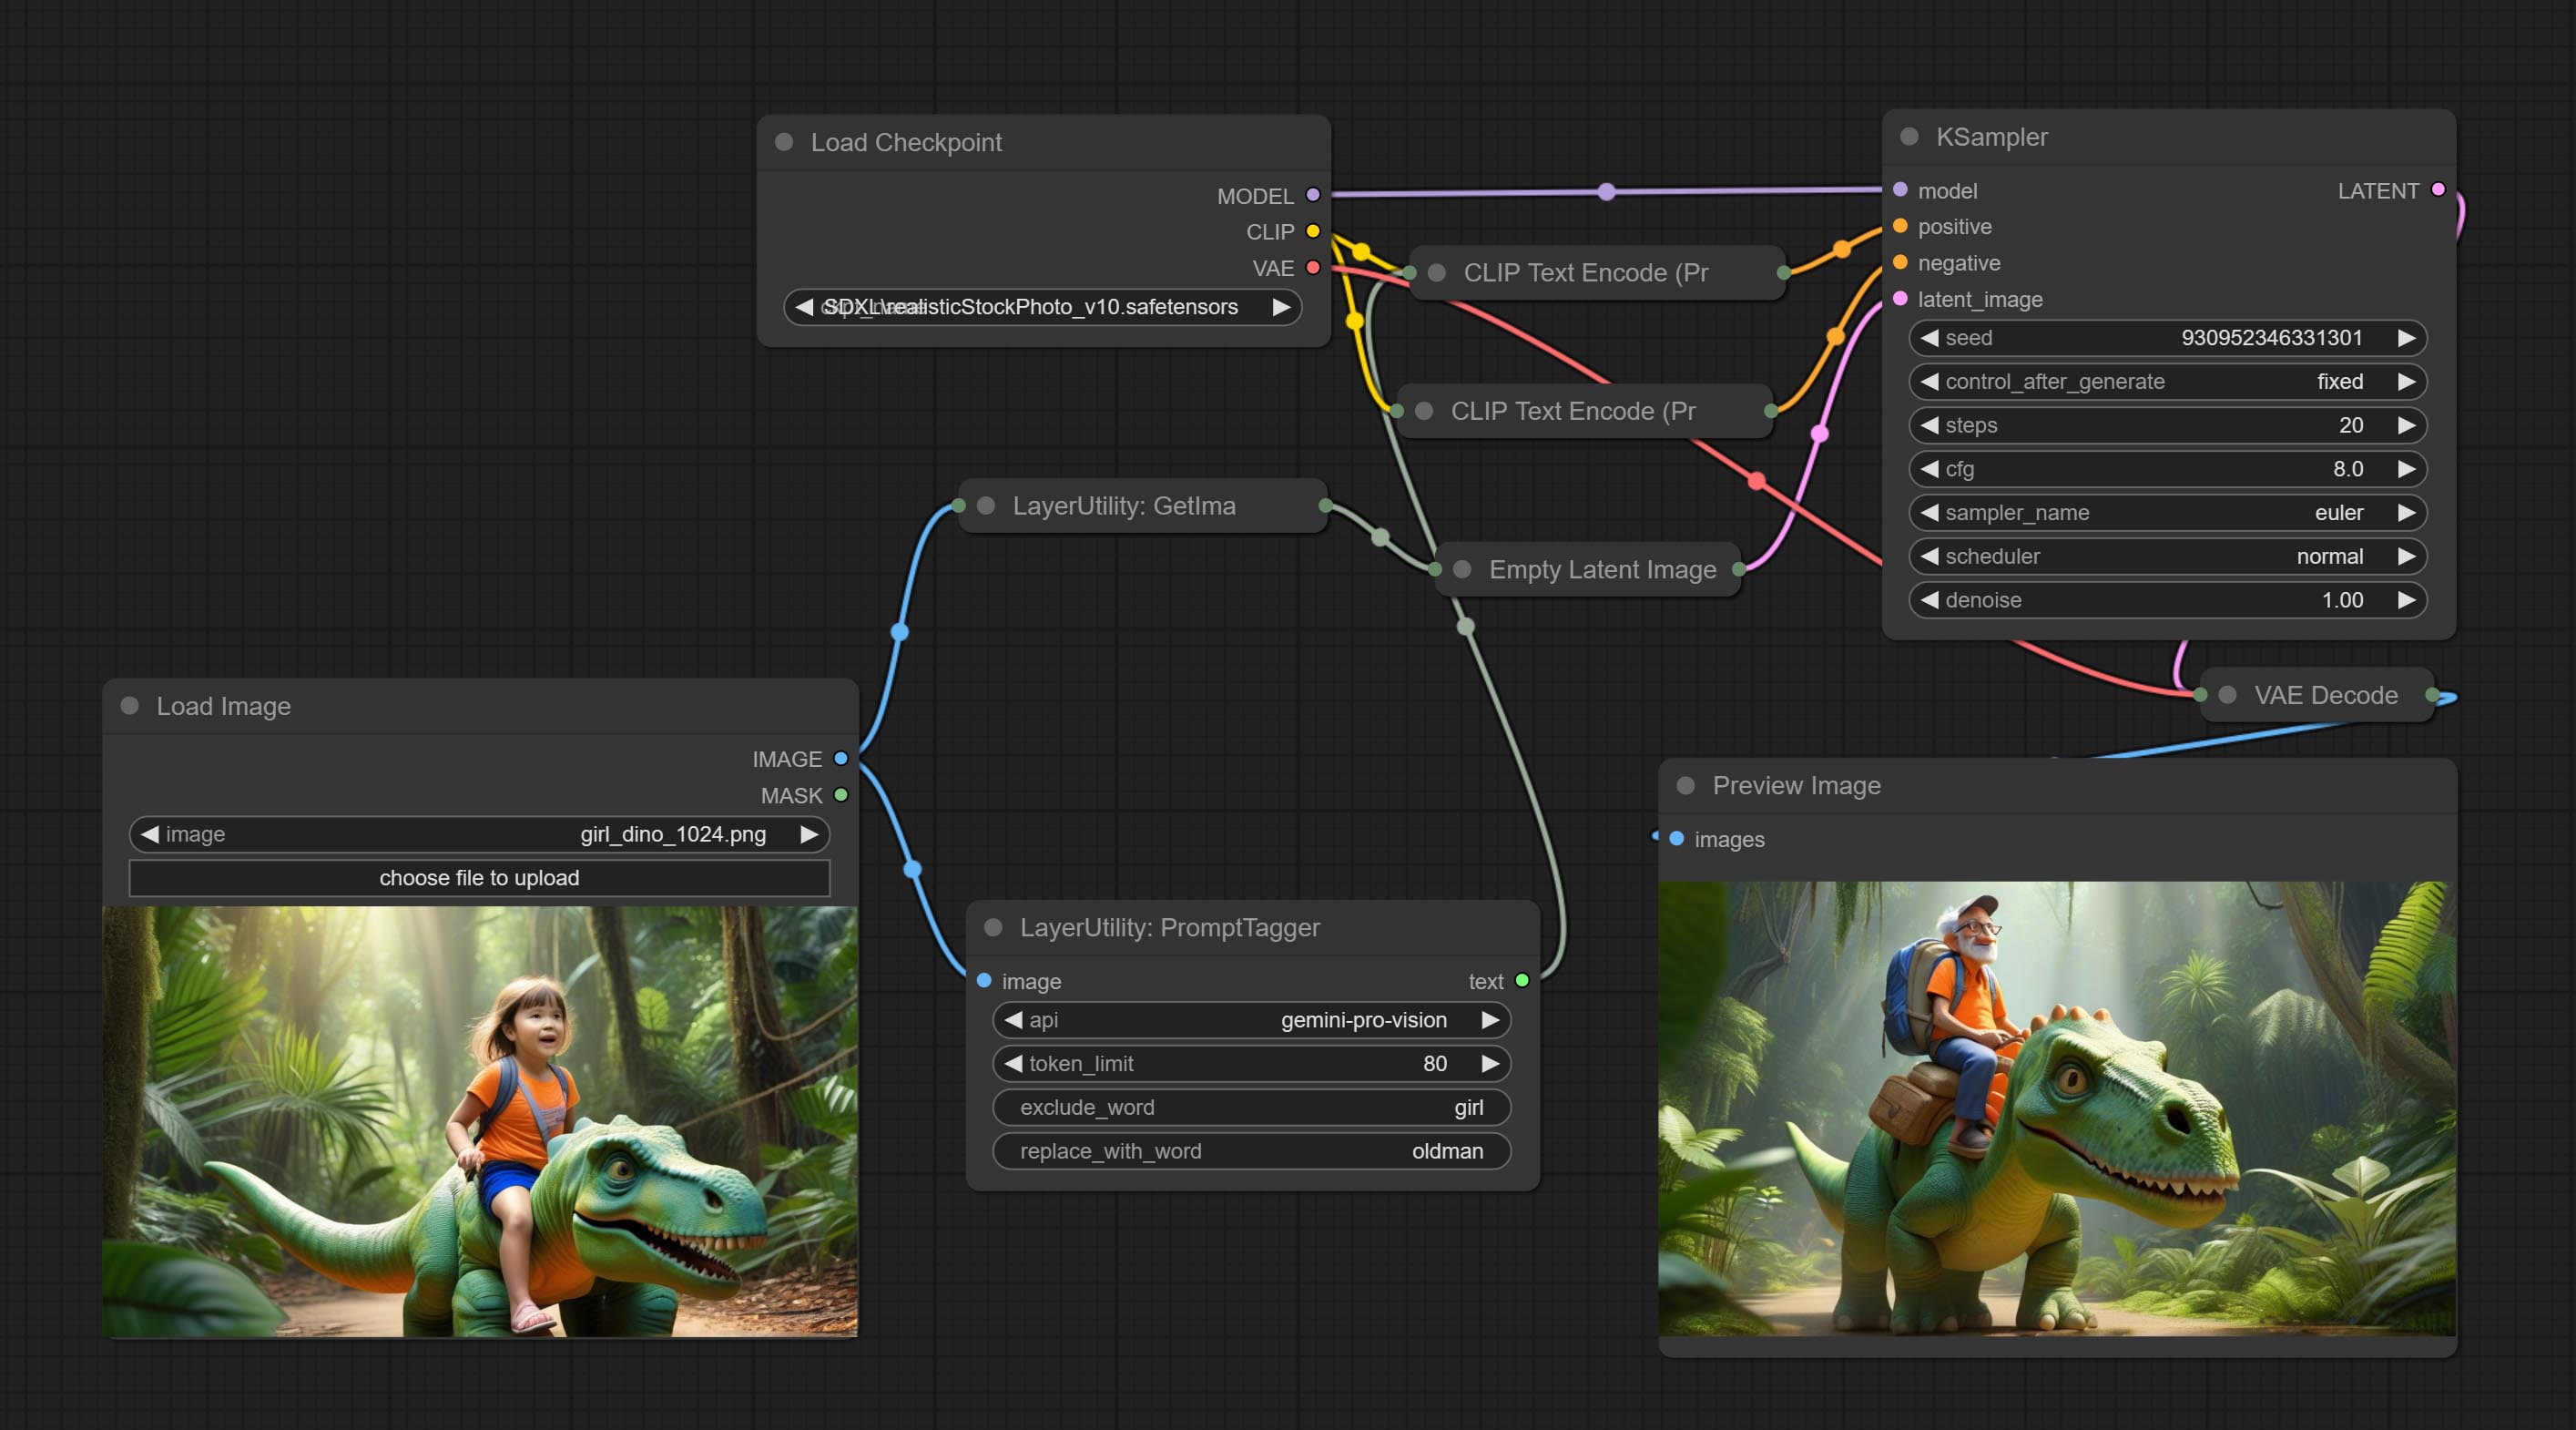 Load Checkpoint
MODEL
CLIP
VAE
SDXL\realisticStockPhoto_v10.safetensors
KSampler
model LATENT
positive
negative
latent_image
seed 930952346331301
control_after_generate fixed
steps 20
cfg 8.0
sampler_name euler
scheduler normal
denoise 1.00
CLIP Text Encode (Pr
CLIP Text Encode (Pr
LayerUtility: GetIma
Empty Latent Image
VAE Decode
Load Image
IMAGE
MASK
image girl_dino_1024.png
choose file to upload
LayerUtility: PromptTagger
image text
api gemini-pro-vision
token_limit 80
exclude_word girl
replace_with_word oldman
Preview Image
images